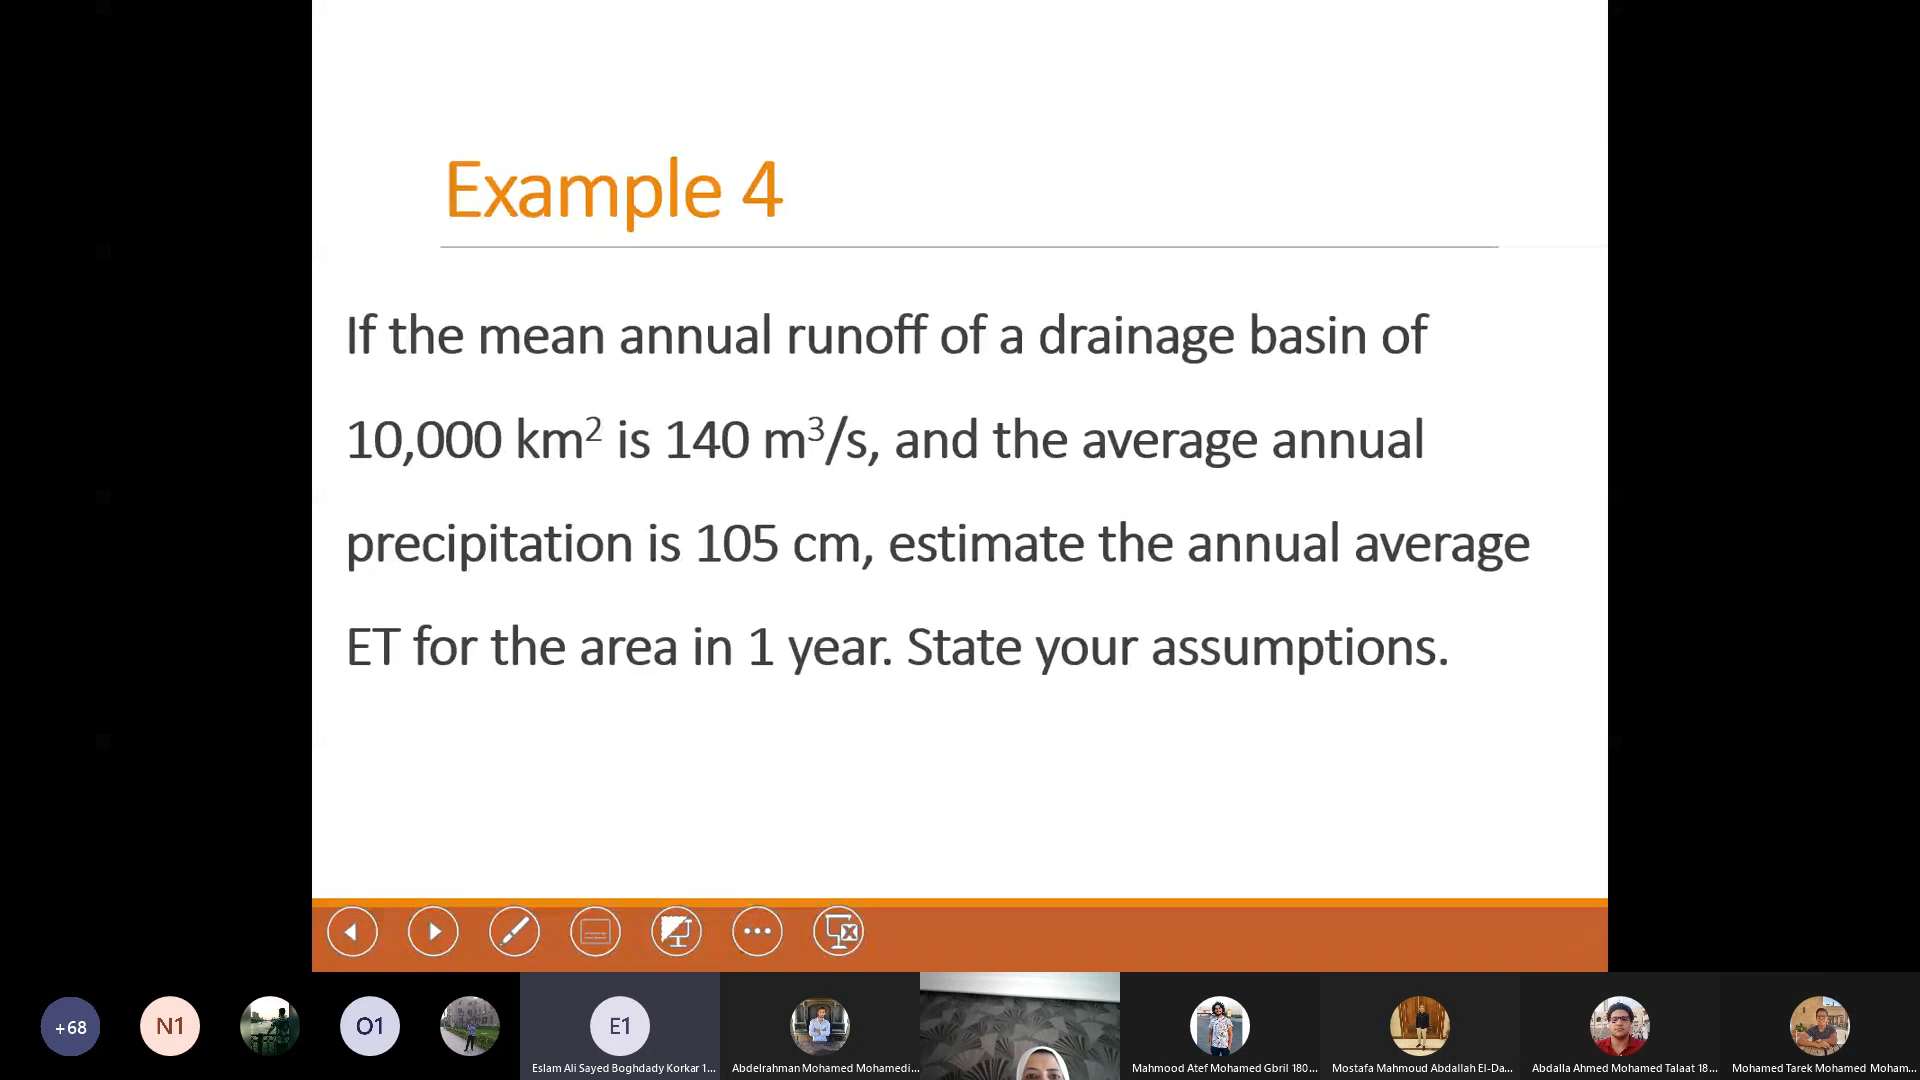 Example 4
If the mean annual runoff of a drainage basin of
10,000 km² is 140 m³/s, and the average annual
precipitation is 105 cm, estimate the annual average
ET for the area in 1 year. State your assumptions.
+68
N1
O1
E1
Eslam Ali Sayed Boghdady Korkar 1...
Abdelrahman Mohamed Mohamedi...
Mahmood Atef Mohamed Gbril 180...
Mostafa Mahmoud Abdallah El-Da...
Abdalla Ahmed Mohamed Talaat 18...
Mohamed Tarek Mohamed Moham...